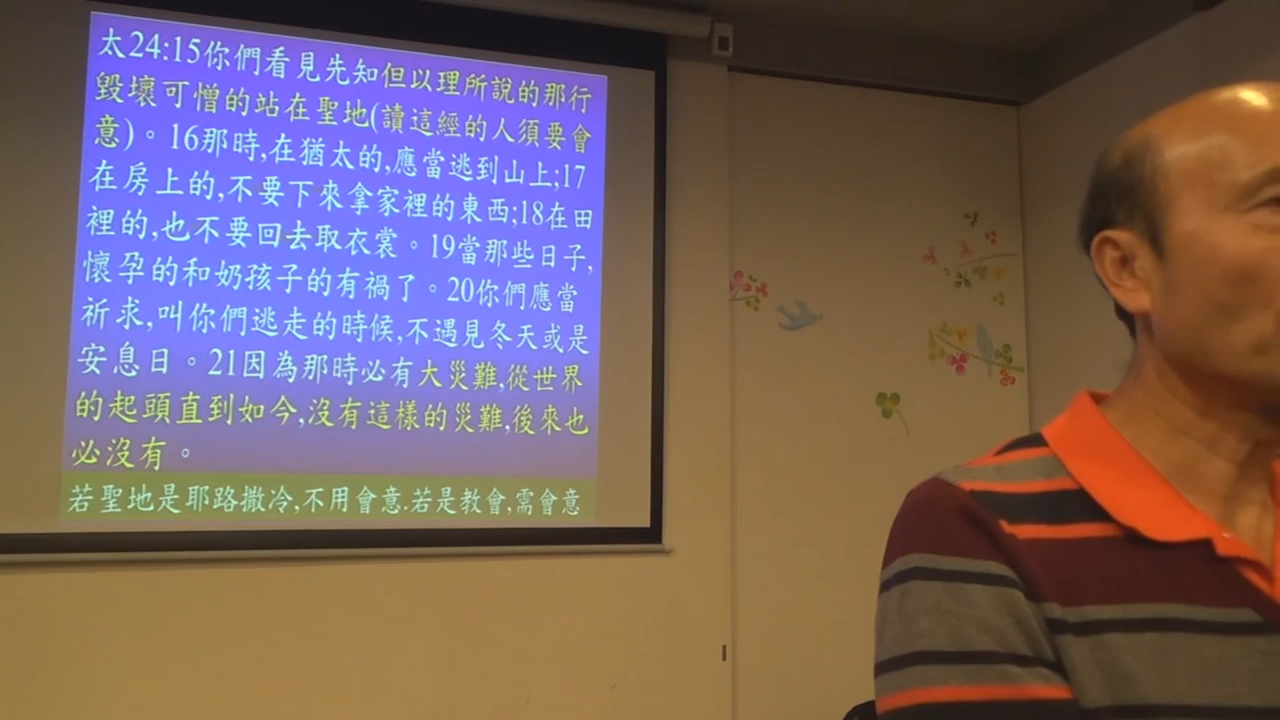 太24:15你們看見先知但以理所說的那行
毀壞可憎的站在聖地(讀這經的人須要會
意)。16那時,在猶太的,應當逃到山上;17
在房上的,不要下來拿家裡的東西;18在田
裡的,也不要回去取衣裳。19當那些日子,
懷孕的和奶孩子的有禍了。20你們應當
祈求,叫你們逃走的時候,不遇見冬天或是
安息日。21因為那時必有大災難,從世界
的起頭直到如今,沒有這樣的災難,後來也
必沒有。
若聖地是耶路撒冷,不用會意.若是教會,需會意